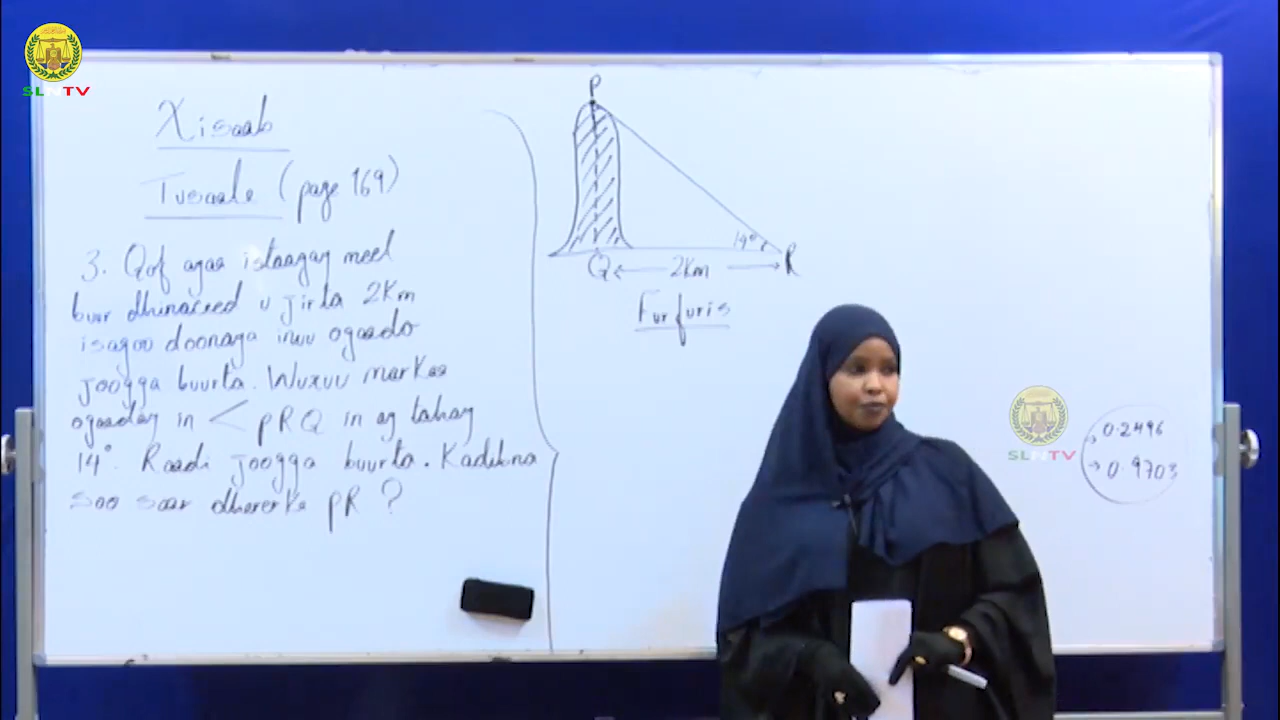 SLNTV
Xisaab
Tusaale (page 169)
3. Qof ayaa istaagay meel
buur dhinaceed u jirta 2Km
isagoo doonaya inuu ogaado
joogga buurta. Wuxuu markaa
ogaaday in < PRQ in ay tahay
14°. Raadi joogga buurta. Kadibna
soo saar dhererka PR ?
P
14°
Q
2Km
R
Furfuris
SLNTV
0.2496
0.9703